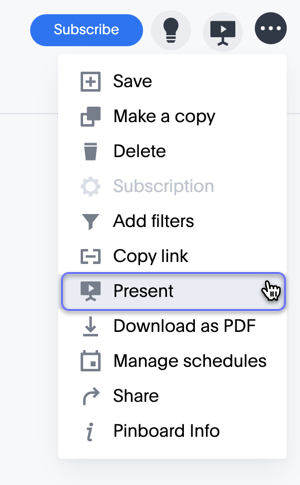 Subscribe
Save
Make a copy
Delete
Subscription
Add filters
Copy link
Present
Download as PDF
Manage schedules
Share
Pinboard Info